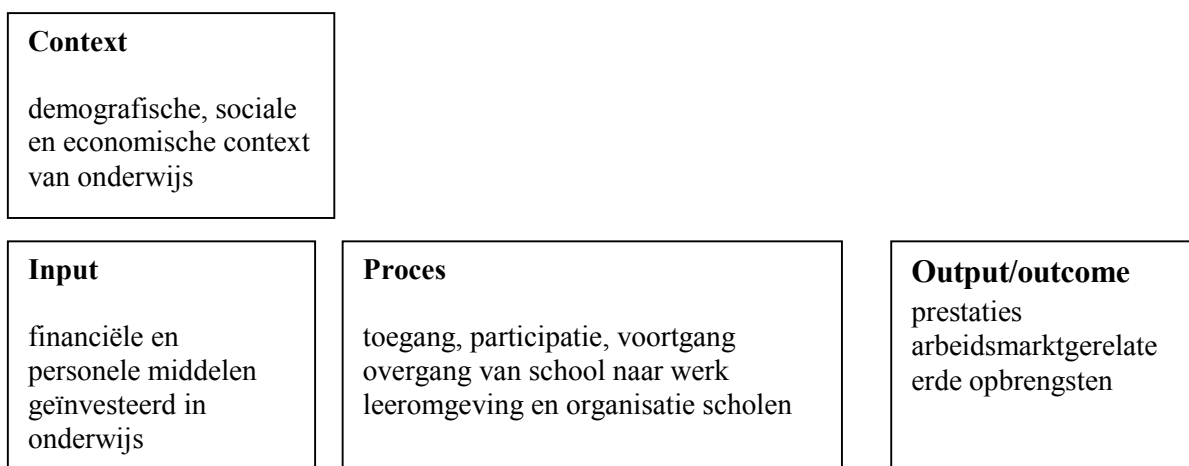 Context
demografische, sociale
en economische context
van onderwijs
Input
financiële en
personele middelen
geïnvesteerd in
onderwijs
Proces
toegang, participatie, voortgang
overgang van school naar werk
leeromgeving en organisatie scholen
Output/outcome
prestaties
arbeidsmarktgerelate
erde opbrengsten